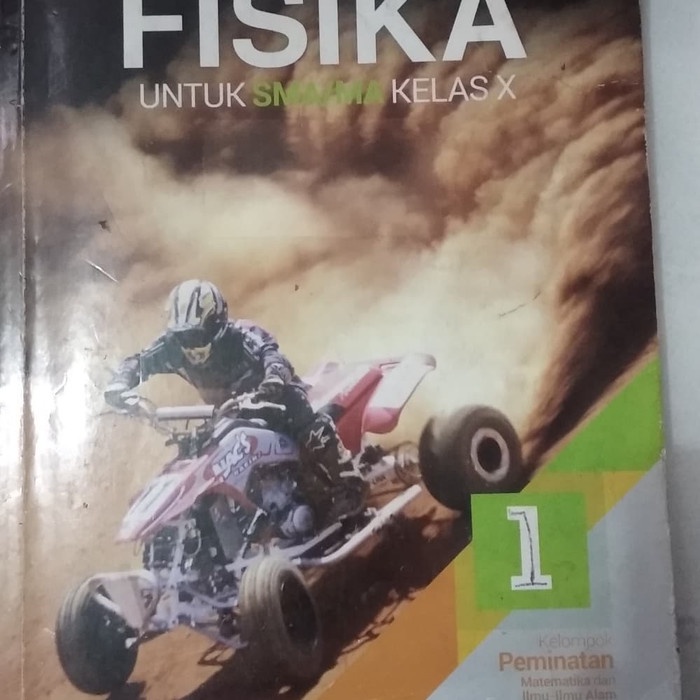 FISIKA
UNTUK SMA/MA KELAS X
1
Kelompok
Peminatan
Matematika dan
Ilmu-Ilmu Alam